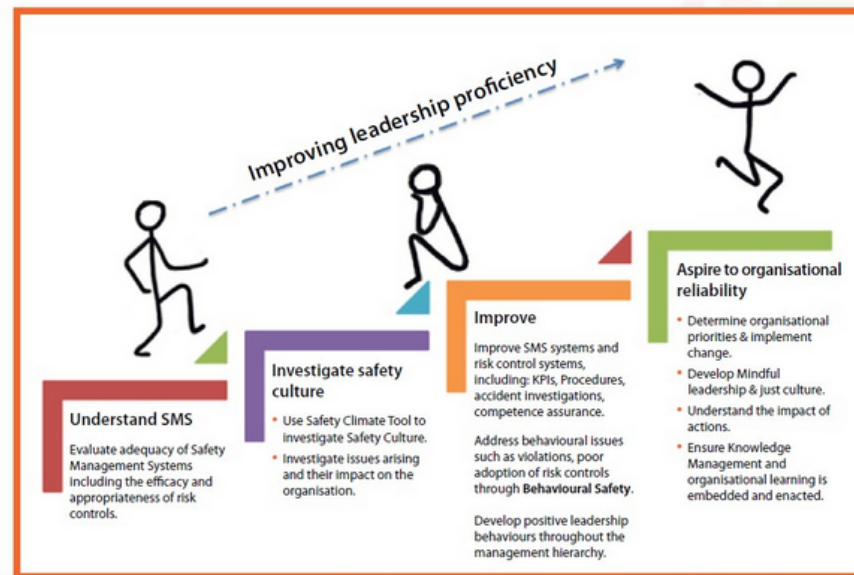 Improving leadership proficiency
Understand SMS
Evaluate adequacy of Safety
Management Systems
including the efficacy and
appropriateness of risk
controls.
Investigate safety
culture
• Use Safety Climate Tool to
investigate Safety Culture.
• Investigate issues arising
and their impact on the
organisation.
Improve
Improve SMS systems and
risk control systems,
including: KPIs, Procedures,
accident investigations,
competence assurance.
Address behavioural issues
such as violations, poor
adoption of risk controls
through Behavioural Safety.
Develop positive leadership
behaviours throughout the
management hierarchy.
Aspire to organisational
reliability
• Determine organisational
priorities & implement
change.
• Develop Mindful
leadership & just culture.
• Understand the impact of
actions.
• Ensure Knowledge
Management and
organisational learning is
embedded and enacted.